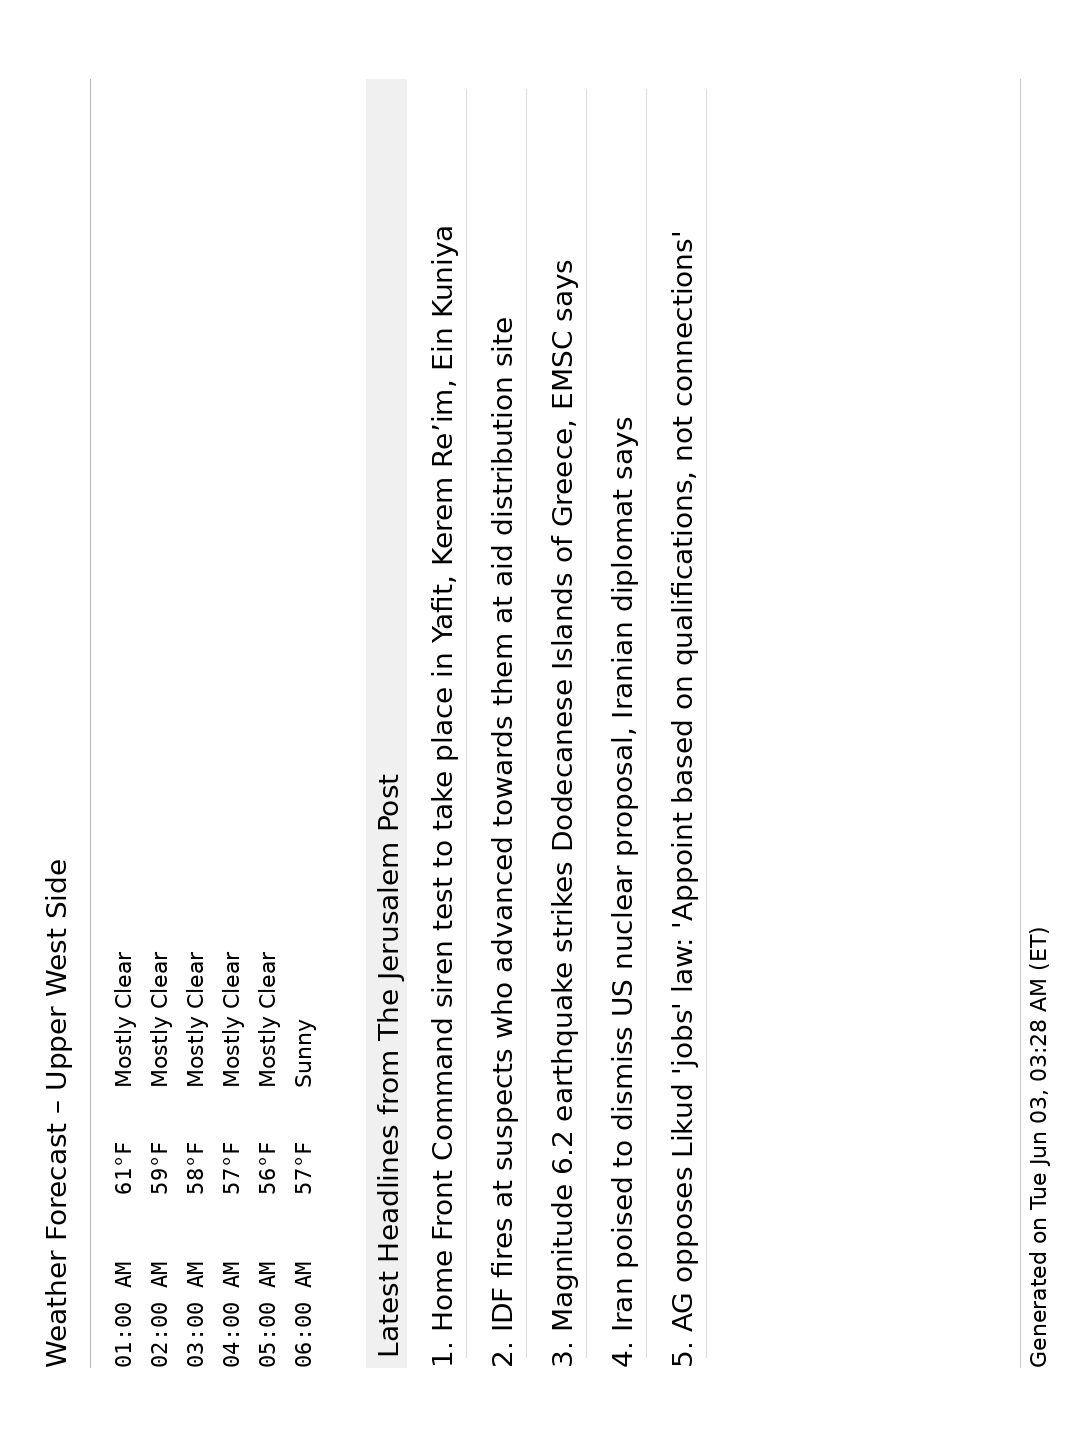 Weather Forecast – Upper West Side
01:00 AM 61°F Mostly Clear
02:00 AM 59°F Mostly Clear
03:00 AM 58°F Mostly Clear
04:00 AM 57°F Mostly Clear
05:00 AM 56°F Mostly Clear
06:00 AM 57°F Sunny
Latest Headlines from The Jerusalem Post
1. Home Front Command siren test to take place in Yafit, Kerem Re’im, Ein Kuniya
2. IDF fires at suspects who advanced towards them at aid distribution site
3. Magnitude 6.2 earthquake strikes Dodecanese Islands of Greece, EMSC says
4. Iran poised to dismiss US nuclear proposal, Iranian diplomat says
5. AG opposes Likud 'jobs' law: 'Appoint based on qualifications, not connections'
Generated on Tue Jun 03, 03:28 AM (ET)